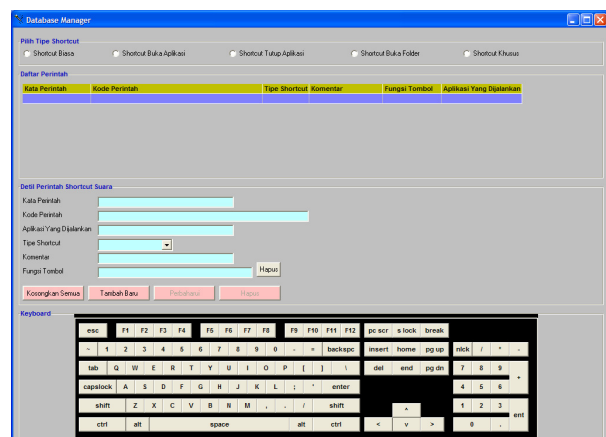 Database Manager
Pilih Tipe Shortcut
Shortcut Biasa Shortcut Buka Aplikasi Shortcut Tutup Aplikasi Shortcut Buka Folder Shortcut Khusus
Daftar Perintah
Kata Perintah Kode Perintah Tipe Shortcut Komentar Fungsi Tombol Aplikasi Yang Dijalankan
Detil Perintah Shortcut Suara
Kata Perintah
Kode Perintah
Aplikasi Yang Dijalankan
Tipe Shortcut
Komentar
Fungsi Tombol Hapus
Kosongkan Semua Tambah Baru Perbaharui Hapus
Keyboard
esc F1 F2 F3 F4 F5 F6 F7 F8 F9 F10 F11 F12 pc scr s lock break
~ 1 2 3 4 5 6 7 8 9 0 - = backspc insert home pg up nlck / * -
tab Q W E R T Y U I O P [ ] \ del end pg dn 7 8 9 +
capslock A S D F G H J K L ; ' enter 4 5 6
shift Z X C V B N M , . / shift ^ 1 2 3 ent
ctrl alt space alt ctrl < v > 0 .